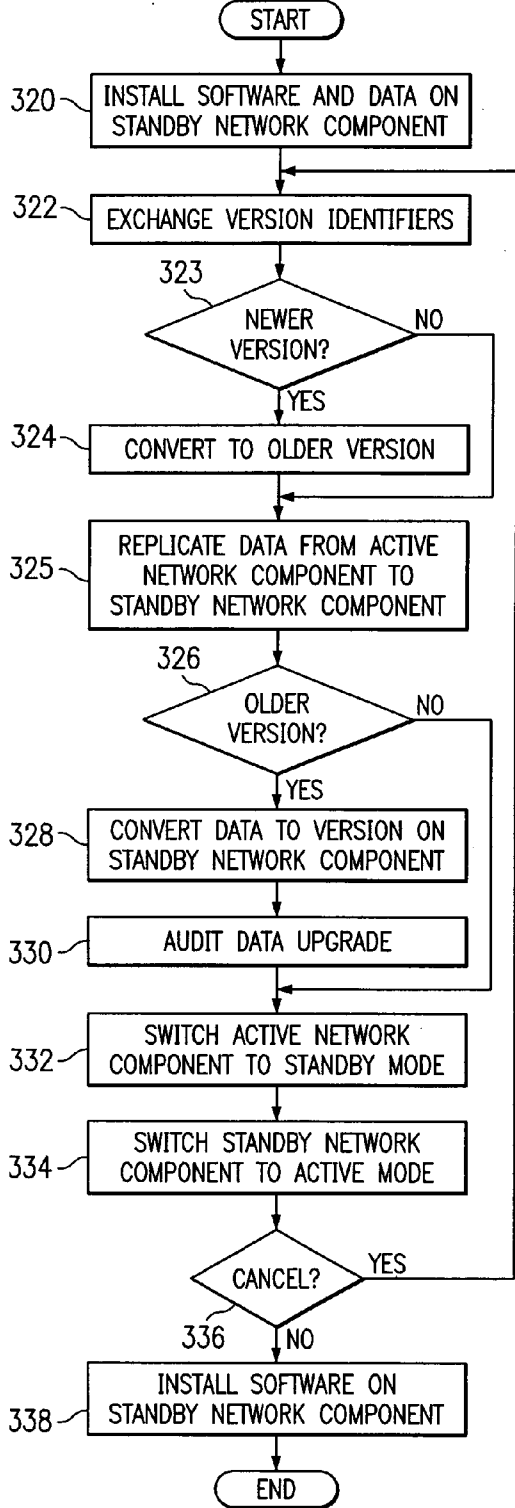 START
320
INSTALL SOFTWARE AND DATA ON
STANDBY NETWORK COMPONENT
322
EXCHANGE VERSION IDENTIFIERS
323
NEWER
VERSION?
NO
YES
324
CONVERT TO OLDER VERSION
325
REPLICATE DATA FROM ACTIVE
NETWORK COMPONENT TO
STANDBY NETWORK COMPONENT
326
OLDER
VERSION?
NO
YES
328
CONVERT DATA TO VERSION ON
STANDBY NETWORK COMPONENT
330
AUDIT DATA UPGRADE
332
SWITCH ACTIVE NETWORK
COMPONENT TO STANDBY MODE
334
SWITCH STANDBY NETWORK
COMPONENT TO ACTIVE MODE
CANCEL?
YES
336
NO
338
INSTALL SOFTWARE ON
STANDBY NETWORK COMPONENT
END